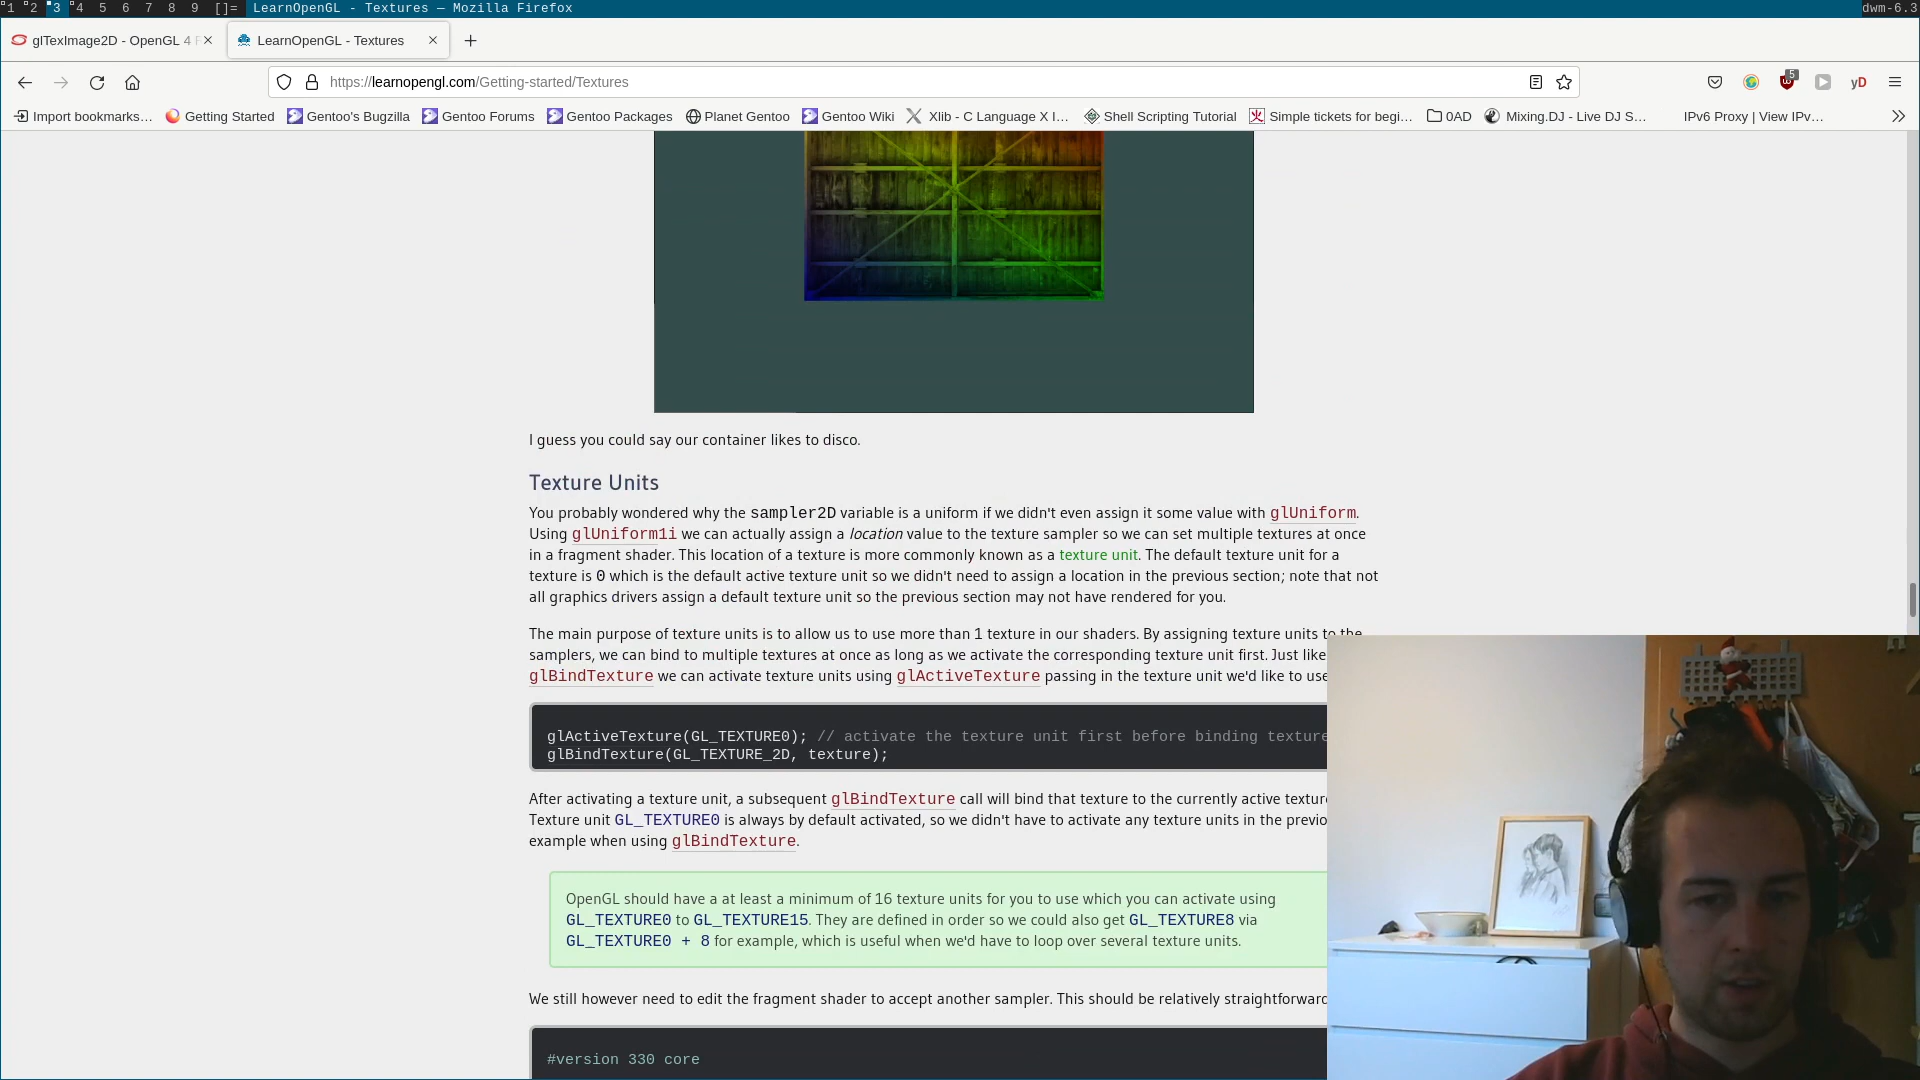 1 2 3 4 5 6 7 8 9 []= LearnOpenGL - Textures — Mozilla Firefox dwm-6.3
glTexImage2D - OpenGL 4 LearnOpenGL - Textures
https://learnopengl.com/Getting-started/Textures 5 yD
Import bookmarks… Getting Started Gentoo's Bugzilla Gentoo Forums Gentoo Packages Planet Gentoo Gentoo Wiki Xlib - C Language X I… Shell Scripting Tutorial Simple tickets for begi… 0AD Mixing.DJ - Live DJ S… IPv6 Proxy | View IPv…
I guess you could say our container likes to disco.
Texture Units
You probably wondered why the sampler2D variable is a uniform if we didn't even assign it some value with glUniform.
Using glUniform1i we can actually assign a location value to the texture sampler so we can set multiple textures at once
in a fragment shader. This location of a texture is more commonly known as a texture unit. The default texture unit for a
texture is 0 which is the default active texture unit so we didn't need to assign a location in the previous section; note that not
all graphics drivers assign a default texture unit so the previous section may not have rendered for you.
The main purpose of texture units is to allow us to use more than 1 texture in our shaders. By assigning texture units to the
samplers, we can bind to multiple textures at once as long as we activate the corresponding texture unit first. Just like
glBindTexture we can activate texture units using glActiveTexture passing in the texture unit we'd like to use
glActiveTexture(GL_TEXTURE0); // activate the texture unit first before binding texture
glBindTexture(GL_TEXTURE_2D, texture);
After activating a texture unit, a subsequent glBindTexture call will bind that texture to the currently active texture
Texture unit GL_TEXTURE0 is always by default activated, so we didn't have to activate any texture units in the previo
example when using glBindTexture.
OpenGL should have a at least a minimum of 16 texture units for you to use which you can activate using
GL_TEXTURE0 to GL_TEXTURE15. They are defined in order so we could also get GL_TEXTURE8 via
GL_TEXTURE0 + 8 for example, which is useful when we'd have to loop over several texture units.
We still however need to edit the fragment shader to accept another sampler. This should be relatively straightforward
#version 330 core